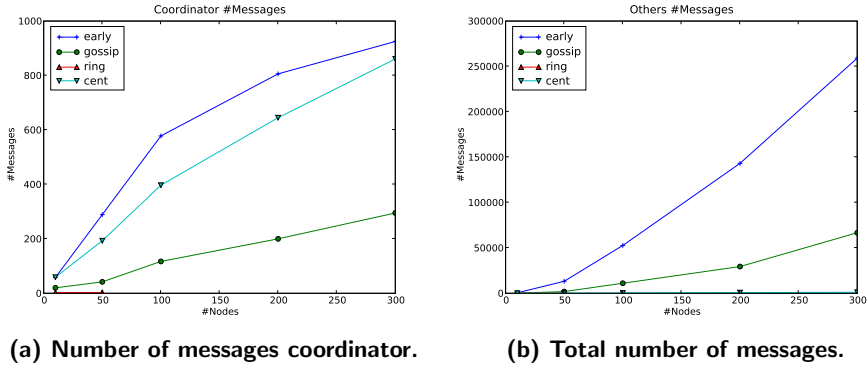 Coordinator #Messages
1000
800
600
400
200
0
#Messages
early
gossip
ring
cent
0
50
100
150
200
250
300
#Nodes
(a) Number of messages coordinator.
Others #Messages
300000
250000
200000
150000
100000
50000
0
#Messages
early
gossip
ring
cent
0
50
100
150
200
250
300
#Nodes
(b) Total number of messages.